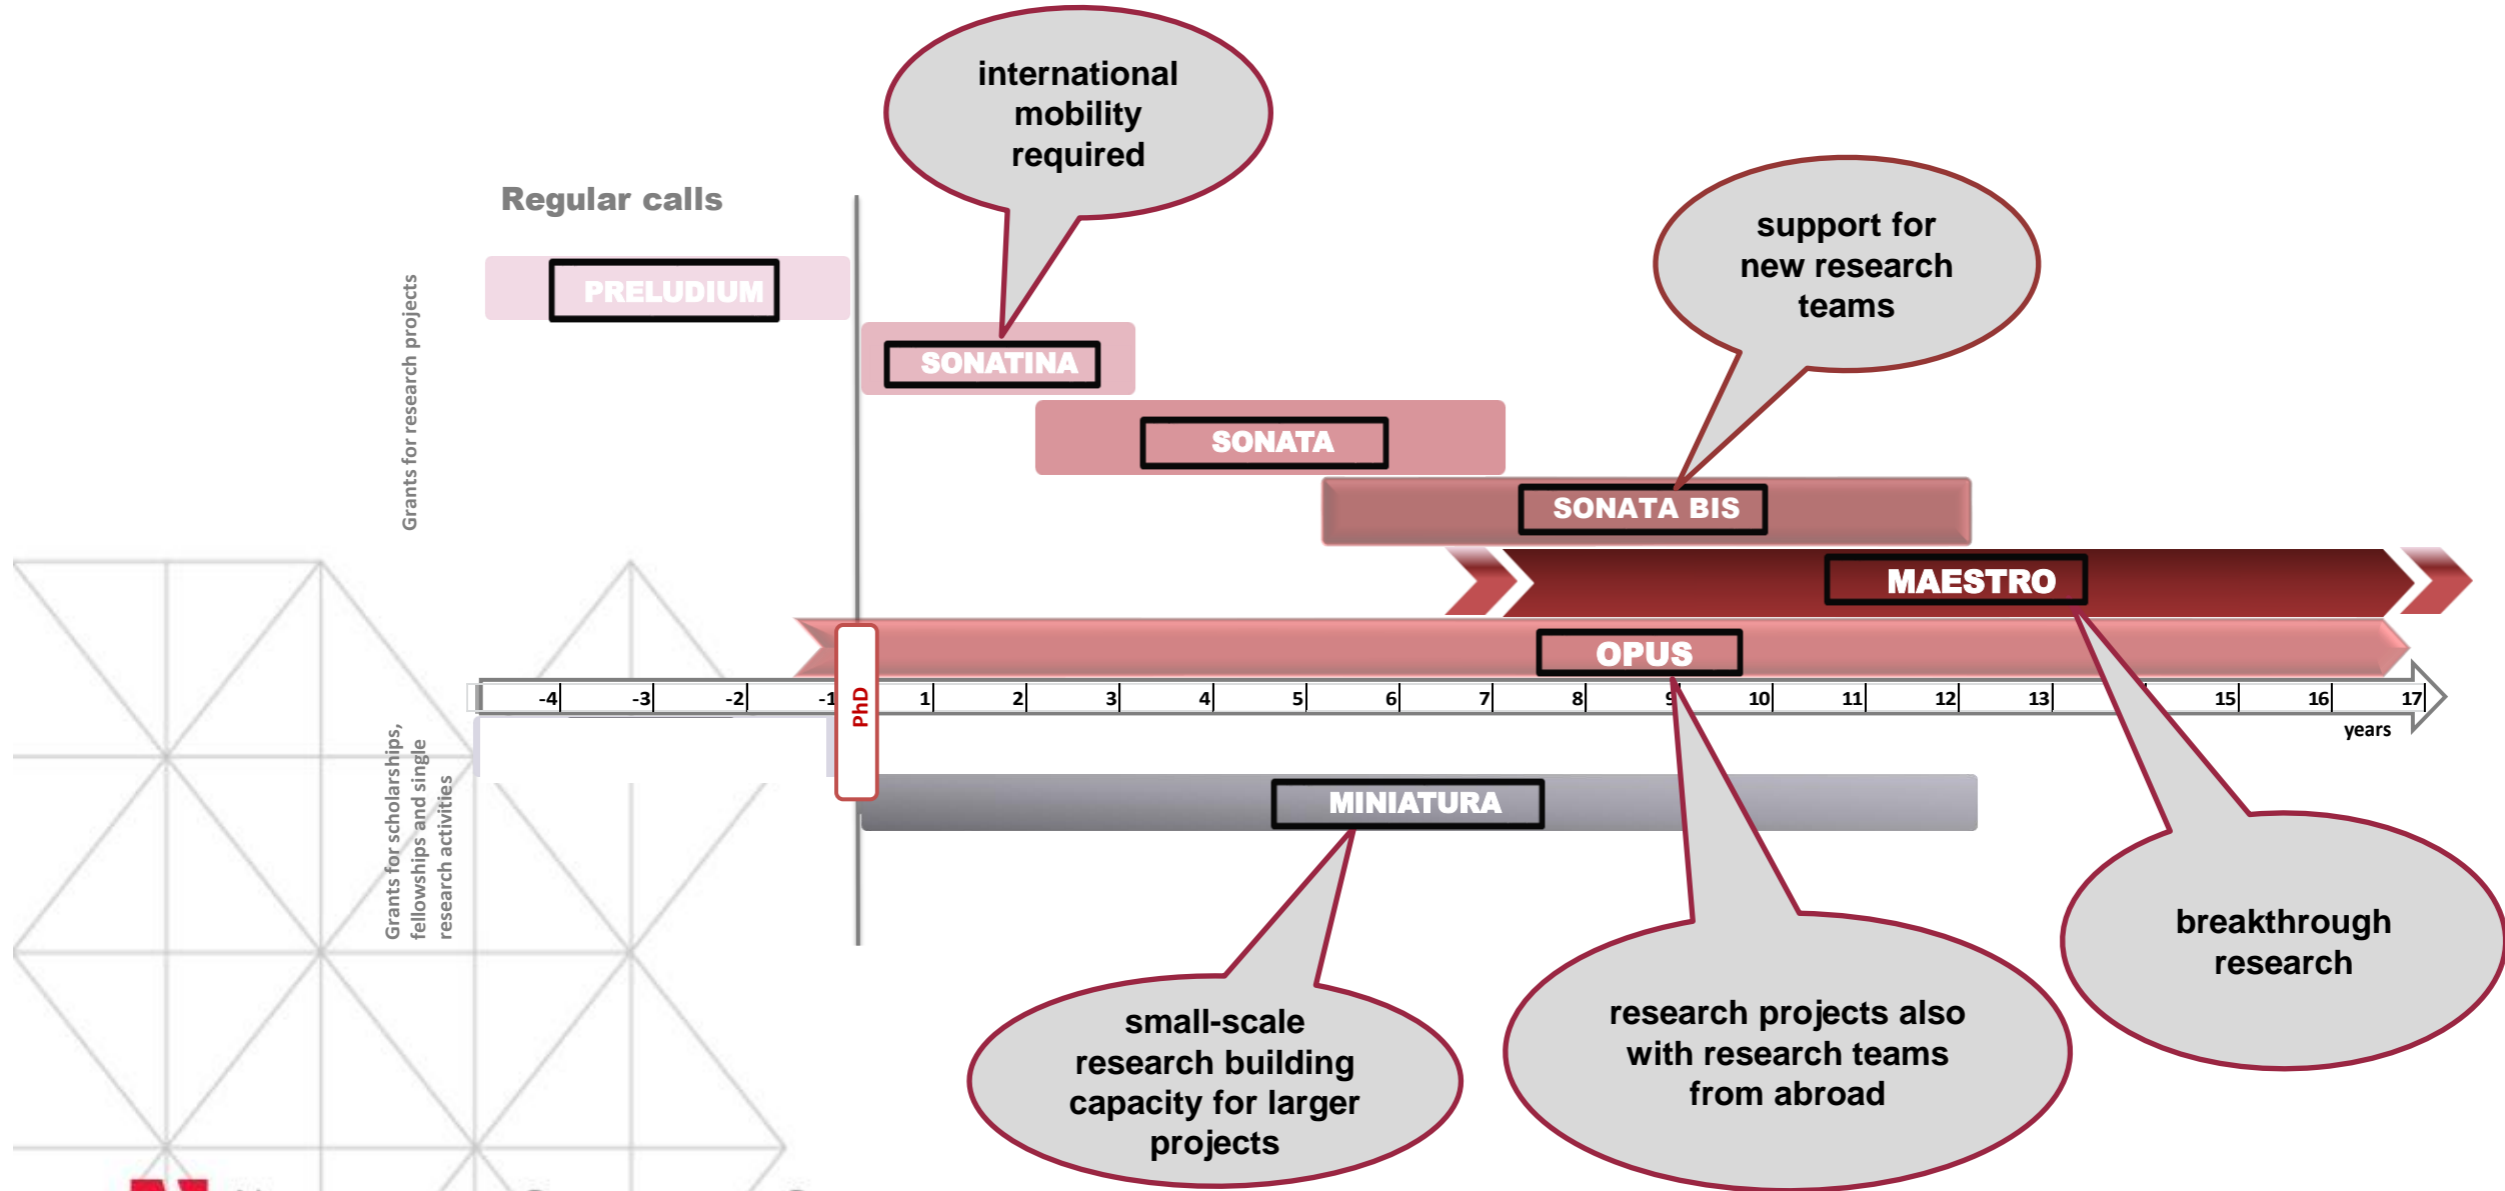 international
mobility
required
Regular calls
support for
new research
teams
Grants for research projects
PRELUDIUM
SONATINA
SONATA
SONATA BIS
MAESTRO
OPUS
-4 -3 -2 -1 PhD 1 2 3 4 5 6 7 8 9 10 11 12 13 15 16 17
years
Grants for scholarships,
fellowships and single
research activities
MINIATURA
breakthrough
research
research projects also
with research teams
from abroad
small-scale
research building
capacity for larger
projects